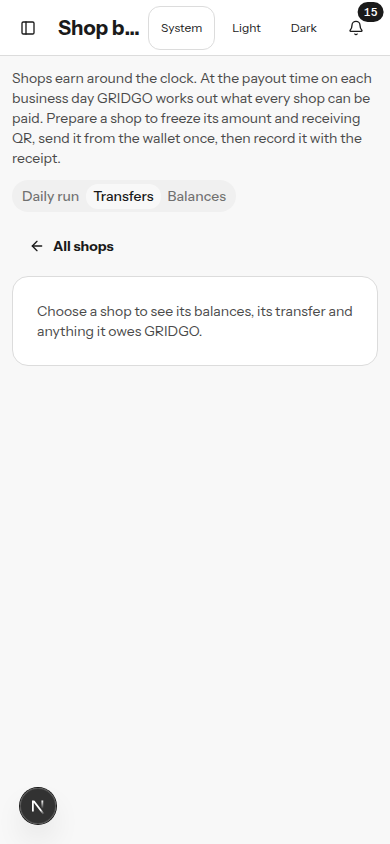 Shop b...
System
Light
Dark
15
Shops earn around the clock. At the payout time on each
business day GRIDGO works out what every shop can be
paid. Prepare a shop to freeze its amount and receiving
QR, send it from the wallet once, then record it with the
receipt.
Daily run
Transfers
Balances
All shops
Choose a shop to see its balances, its transfer and
anything it owes GRIDGO.
N